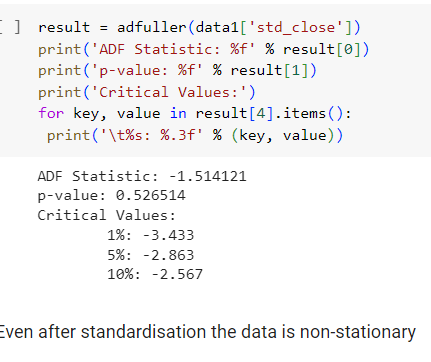 [ ] result = adfuller(data1['std_close'])
print('ADF Statistic: %f' % result[0])
print('p-value: %f' % result[1])
print('Critical Values:')
for key, value in result[4].items():
 print('\t%s: %.3f' % (key, value))
ADF Statistic: -1.514121
p-value: 0.526514
Critical Values:
	1%: -3.433
	5%: -2.863
	10%: -2.567
Even after standardisation the data is non-stationary